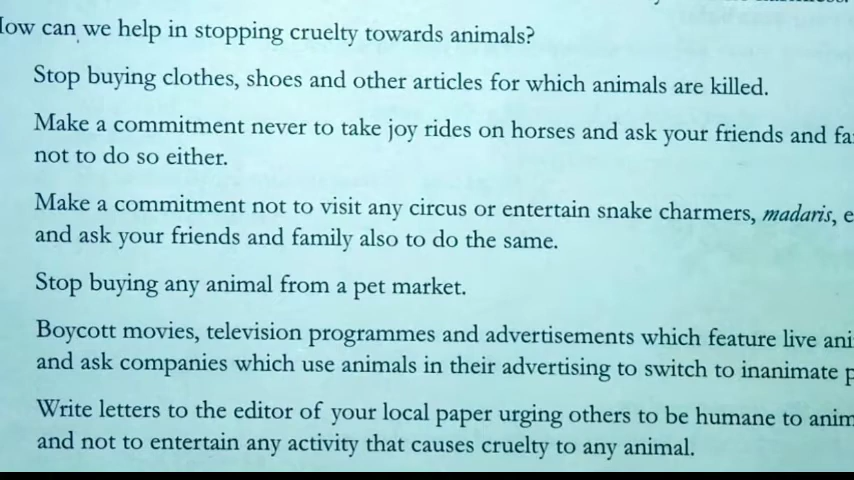 How can we help in stopping cruelty towards animals?
Stop buying clothes, shoes and other articles for which animals are killed.
Make a commitment never to take joy rides on horses and ask your friends and
not to do so either.
Make a commitment not to visit any circus or entertain snake charmers, madaris,
and ask your friends and family also to do the same.
Stop buying any animal from a pet market.
Boycott movies, television programmes and advertisements which feature live
and ask companies which use animals in their advertising to switch to inanimate
Write letters to the editor of your local paper urging others to be humane to
and not to entertain any activity that causes cruelty to any animal.